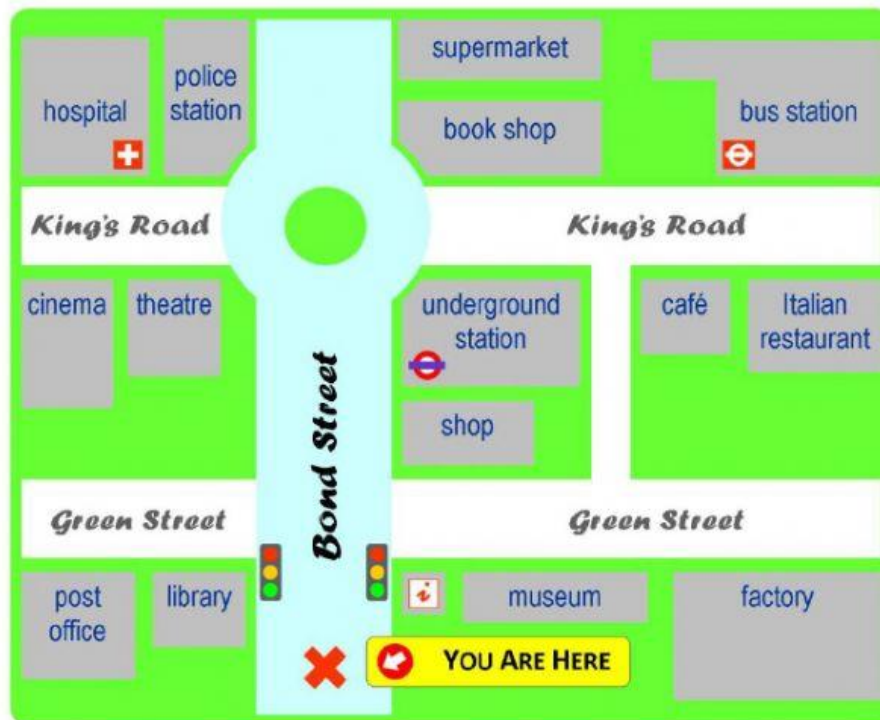 hospital
police
station
supermarket
book shop
bus station
King's Road
King's Road
cinema
theatre
underground
station
café
Italian
restaurant
Bond Street
shop
Green Street
Green Street
post
office
library
i
museum
factory
YOU ARE HERE